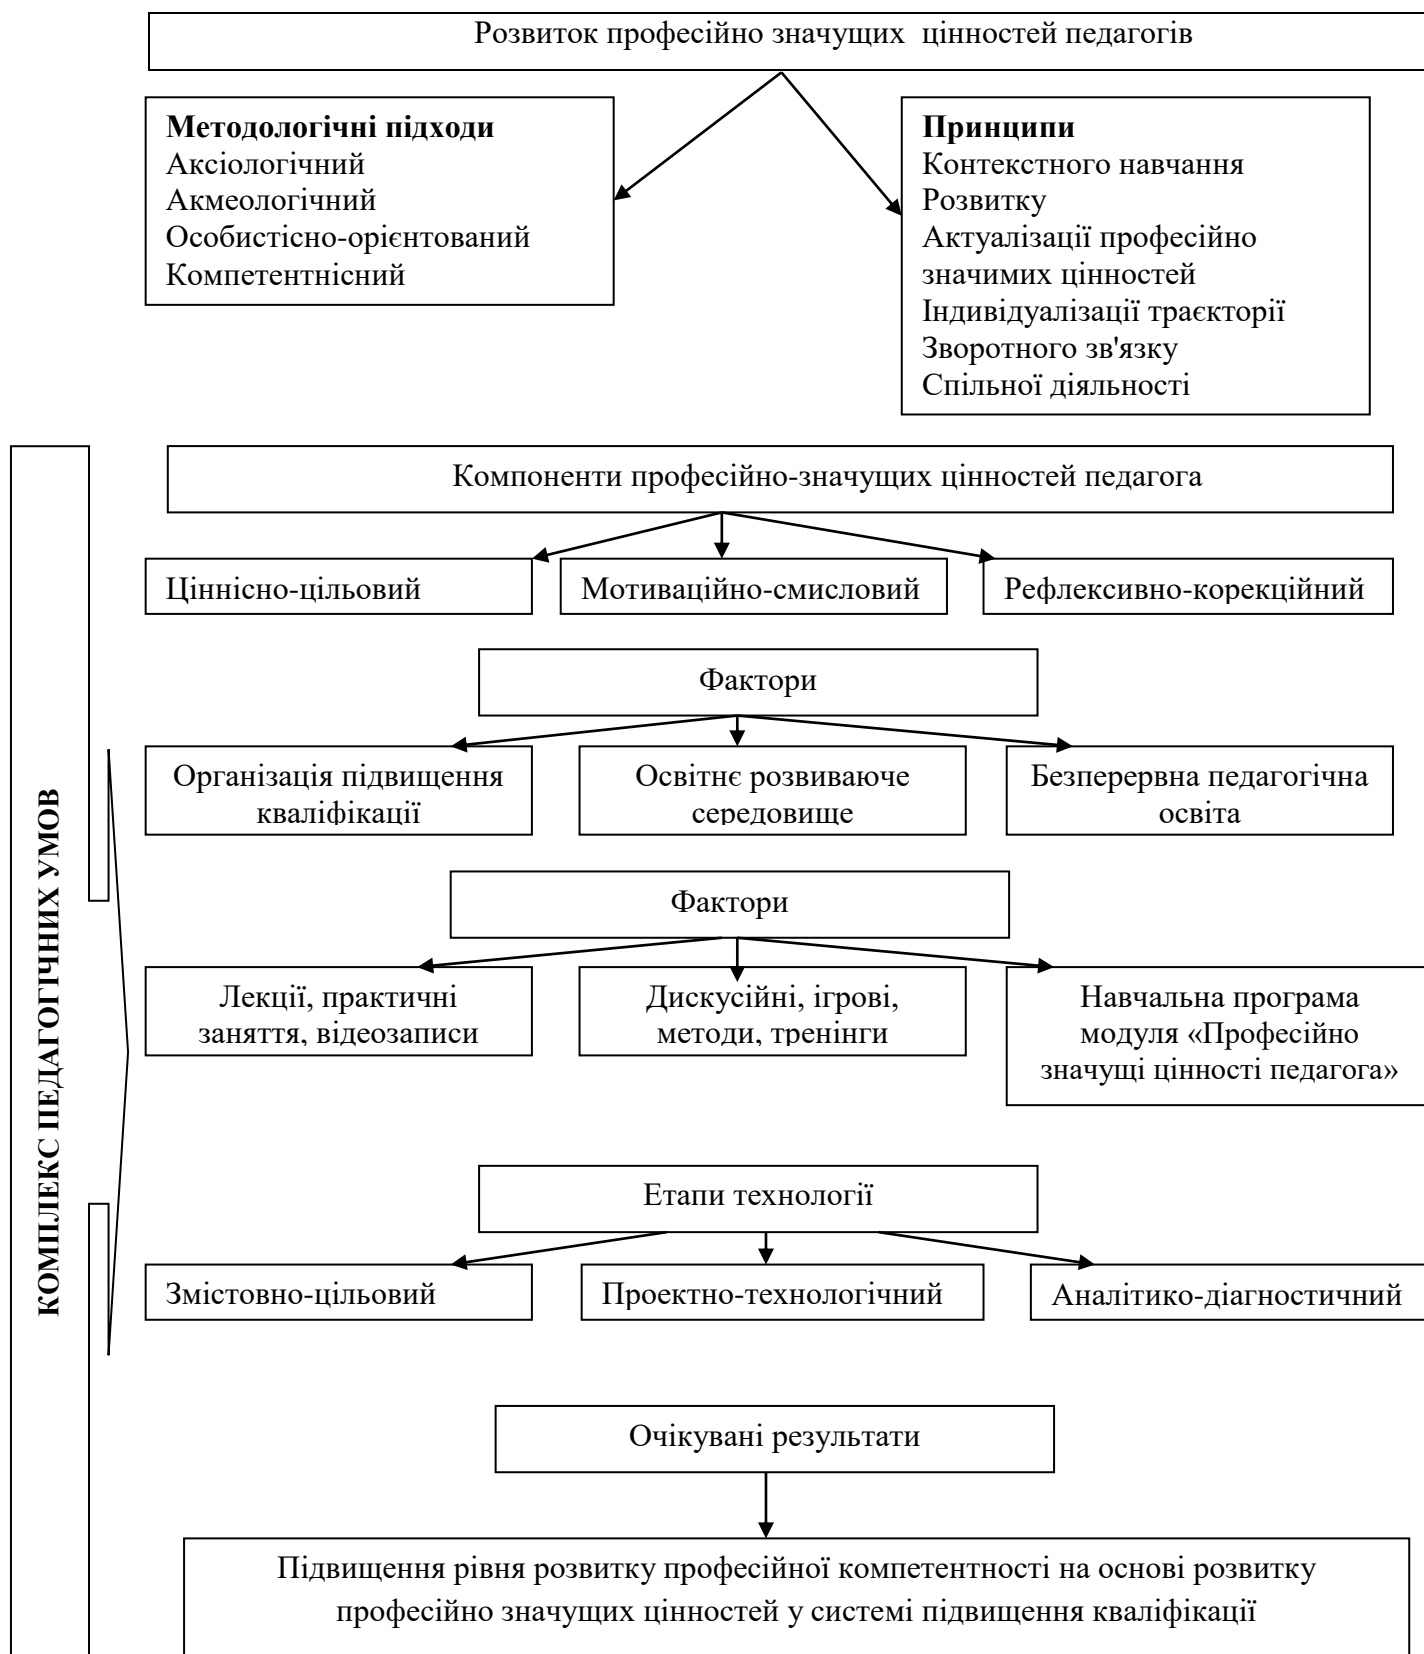 Розвиток професійно значущих цінностей педагогів
Методологічні підходи
Аксіологічний
Акмеологічний
Особистісно-орієнтований
Компетентнісний
Принципи
Контекстного навчання
Розвитку
Актуалізації професійно
значимих цінностей
Індивідуалізації траєкторії
Зворотного зв'язку
Спільної діяльності
КОМПЛЕКС ПЕДАГОГІЧНИХ УМОВ
Компоненти професійно-значущих цінностей педагога
Ціннісно-цільовий
Мотиваційно-смисловий
Рефлексивно-корекційний
Фактори
Організація підвищення
кваліфікації
Освітнє розвиваюче
середовище
Безперервна педагогічна
освіта
Фактори
Лекції, практичні
заняття, відеозаписи
Дискусійні, ігрові,
методи, тренінги
Навчальна програма
модуля «Професійно
значущі цінності педагога»
Етапи технології
Змістовно-цільовий
Проектно-технологічний
Аналітико-діагностичний
Очікувані результати
Підвищення рівня розвитку професійної компетентності на основі розвитку
професійно значущих цінностей у системі підвищення кваліфікації